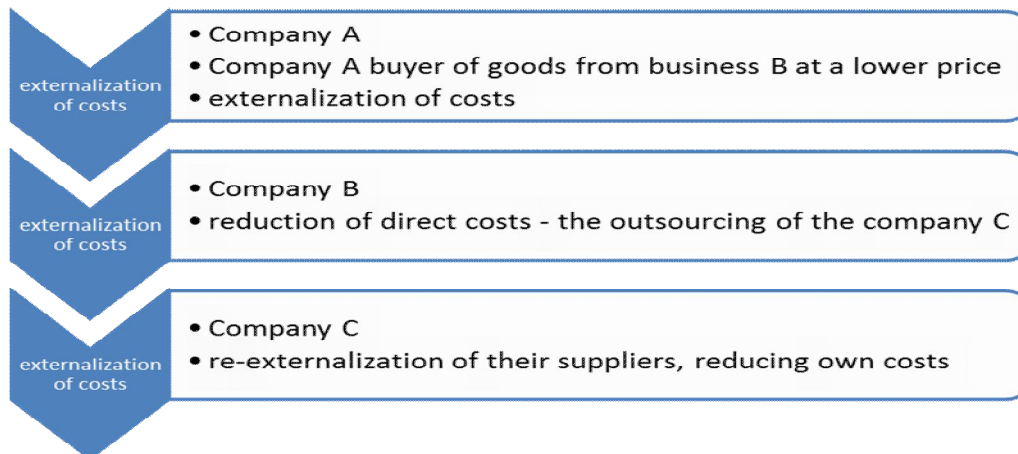 externalization
of costs
• Company A
• Company A buyer of goods from business B at a lower price
• externalization of costs
externalization
of costs
• Company B
• reduction of direct costs - the outsourcing of the company C
externalization
of costs
• Company C
• re-externalization of their suppliers, reducing own costs